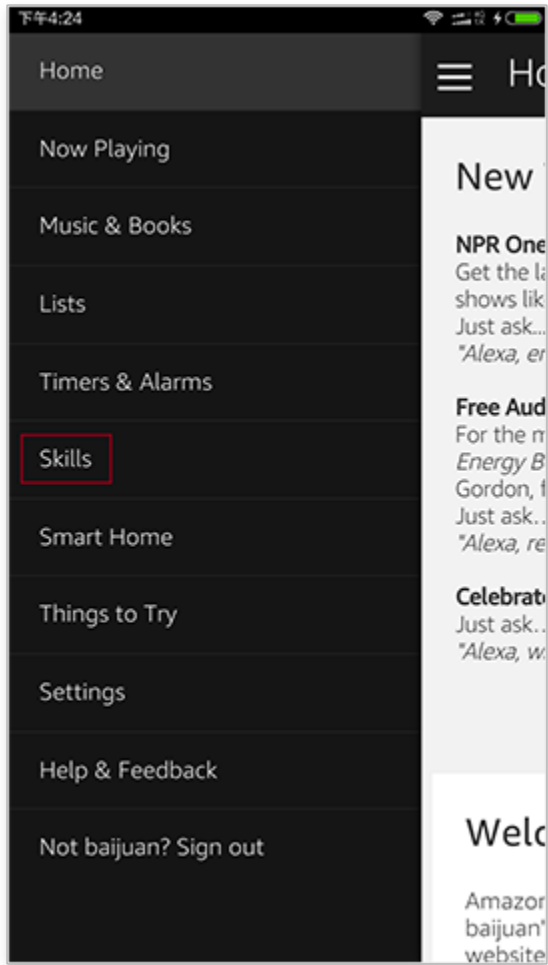 下午4:24
Home
Now Playing
Music & Books
Lists
Timers & Alarms
Skills
Smart Home
Things to Try
Settings
Help & Feedback
Not baijuan? Sign out
Ho
New
NPR One
Get the la
shows lik
Just ask...
"Alexa, en
Free Aud
For the m
Energy B
Gordon, f
Just ask..
"Alexa, re
Celebrate
Just ask..
"Alexa, w
Welc
Amazon
baijuan"
website